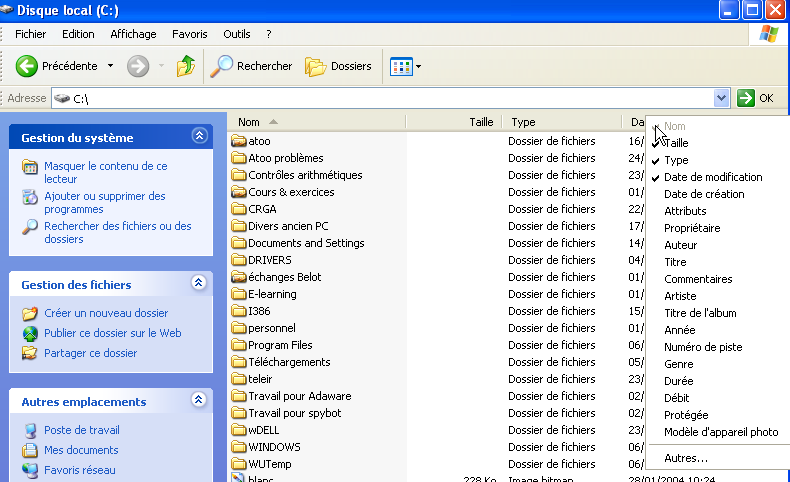 Disque local (C:)
Fichier Edition Affichage Favoris Outils ?
Précédente Rechercher Dossiers
Adresse C:\ OK
Gestion du système
Masquer le contenu de ce
lecteur
Ajouter ou supprimer des
programmes
Rechercher des fichiers ou des
dossiers
Gestion des fichiers
Créer un nouveau dossier
Publier ce dossier sur le Web
Partager ce dossier
Autres emplacements
Poste de travail
Mes documents
Favoris réseau
Nom Taille Type Da
atoo Dossier de fichiers 16/
Atoo problèmes Dossier de fichiers 24/
Contrôles arithmétiques Dossier de fichiers 23/
Cours & exercices Dossier de fichiers 01/
CRGA Dossier de fichiers 22/
Divers ancien PC Dossier de fichiers 17/
Documents and Settings Dossier de fichiers 14/
DRIVERS Dossier de fichiers 04/
échanges Belot Dossier de fichiers 01/
E-learning Dossier de fichiers 01/
I386 Dossier de fichiers 15/
personnel Dossier de fichiers 01/
Program Files Dossier de fichiers 06/
Téléchargements Dossier de fichiers 05/
teleir Dossier de fichiers 23/
Travail pour Adaware Dossier de fichiers 01/
Travail pour spybot Dossier de fichiers 01/
wDELL Dossier de fichiers 23/
WINDOWS Dossier de fichiers 06/
WUTemp Dossier de fichiers 06/
blanc 228 Ko Image bitmap 28/01/2004 10:24
Nom
Taille
Type
Date de modification
Date de création
Attributs
Propriétaire
Auteur
Titre
Commentaires
Artiste
Titre de l'album
Année
Numéro de piste
Genre
Durée
Débit
Protégée
Modèle d'appareil photo
Autres...